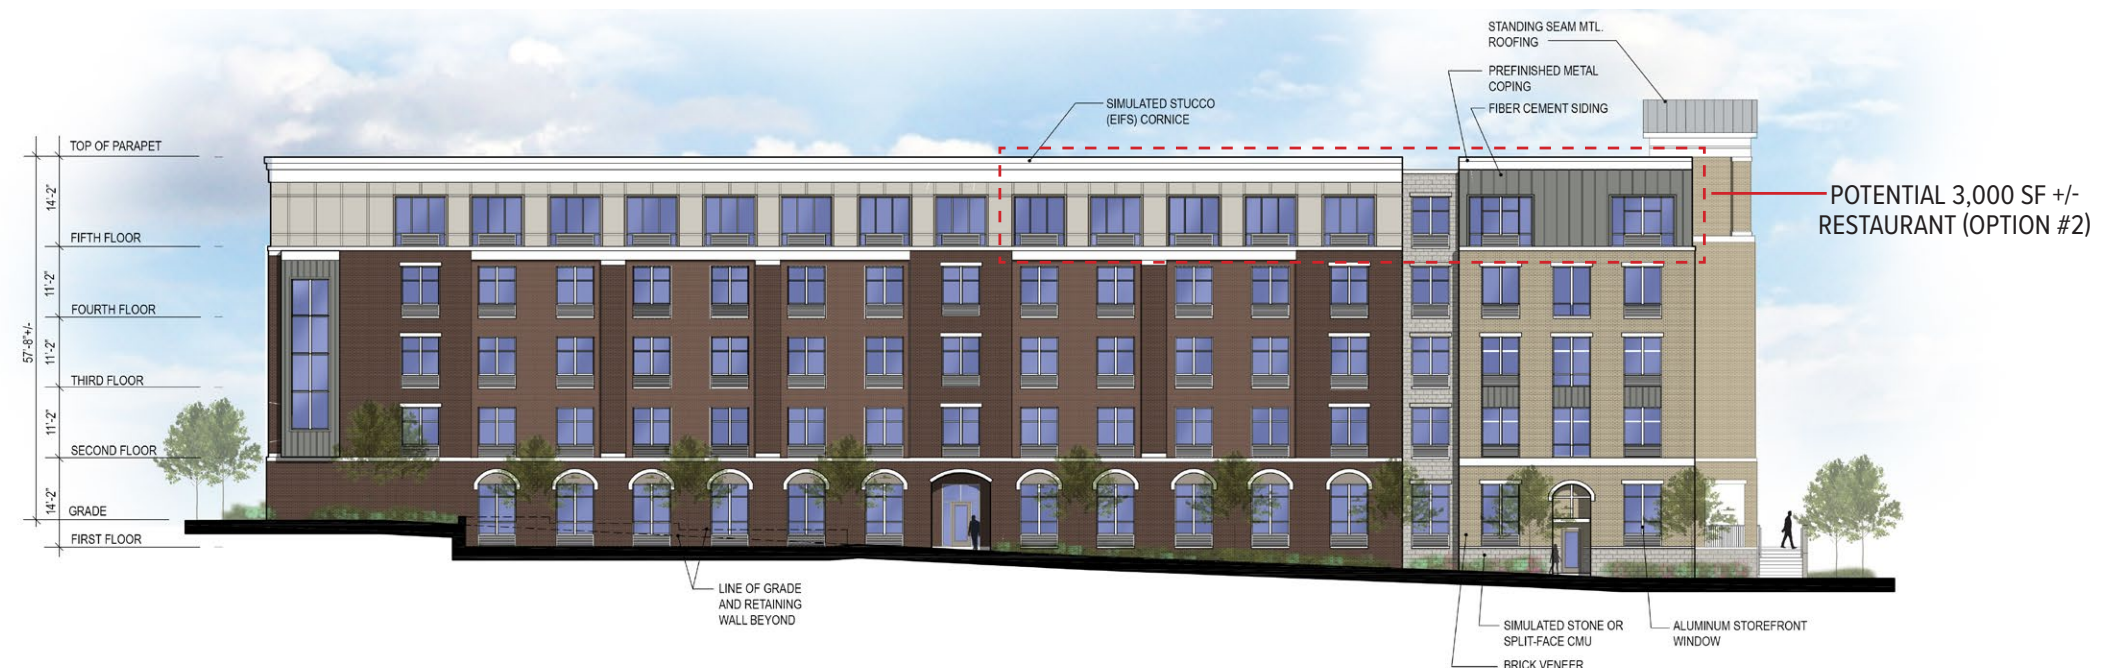 STANDING SEAM MTL.
ROOFING
PREFINISHED METAL
COPING
FIBER CEMENT SIDING
SIMULATED STUCCO
(EIFS) CORNICE
POTENTIAL 3,000 SF +/-
RESTAURANT (OPTION #2)
TOP OF PARAPET
14'-2"
FIFTH FLOOR
11'-2"
FOURTH FLOOR
57'-8"+/-
11'-2"
THIRD FLOOR
11'-2"
SECOND FLOOR
14'-2"
GRADE
FIRST FLOOR
LINE OF GRADE
AND RETAINING
WALL BEYOND
SIMULATED STONE OR
SPLIT-FACE CMU
ALUMINUM STOREFRONT
WINDOW
BRICK VENEER